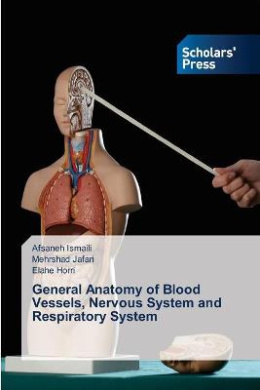 Scholars'
Press
Afsaneh Ismaili
Mehrshad Jafari
Elahe Horri
General Anatomy of Blood
Vessels, Nervous System and
Respiratory System